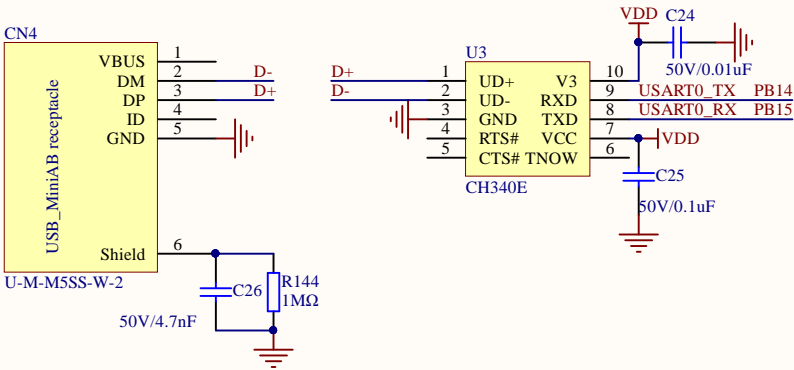 CN4
USB_MiniAB receptacle
VBUS 1
DM 2 D-
DP 3 D+
ID 4
GND 5
Shield 6
U-M-M5SS-W-2
C26
50V/4.7nF
R144
1MΩ
U3
D+ 1 UD+ V3 10
D- 2 UD- RXD 9 USART0_TX PB14
3 GND TXD 8 USART0_RX PB15
4 RTS# VCC 7 VDD
5 CTS# TNOW 6
CH340E
VDD
C24
50V/0.01uF
C25
50V/0.1uF